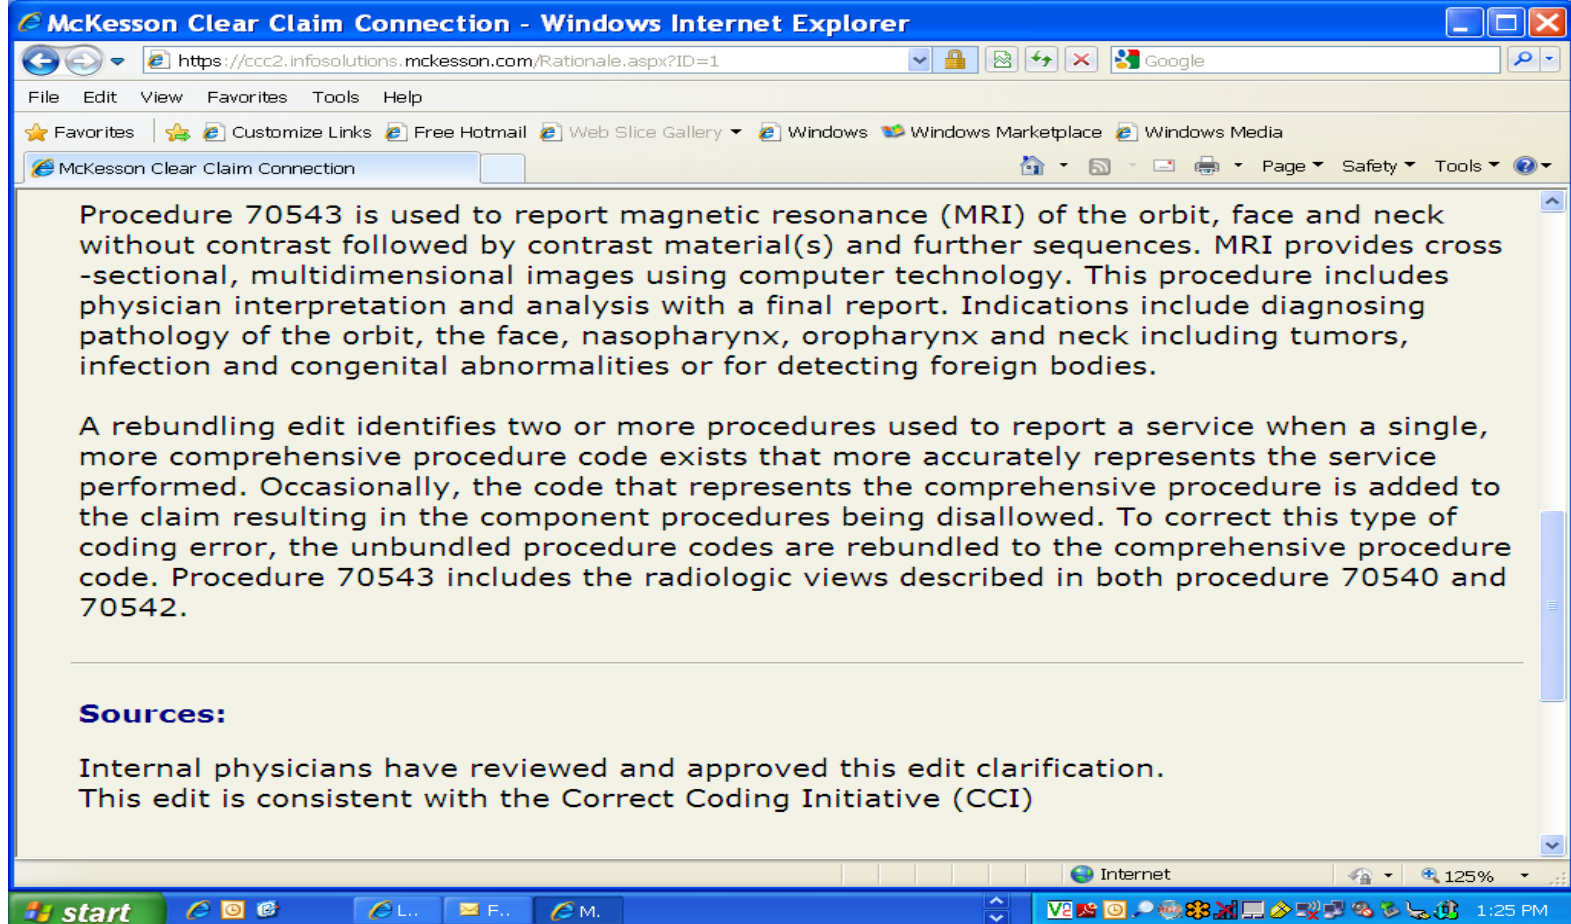 McKesson Clear Claim Connection - Windows Internet Explorer
https://ccc2.infosolutions.mckesson.com/Rationale.aspx?ID=1
Google
File Edit View Favorites Tools Help
Favorites Customize Links Free Hotmail Web Slice Gallery Windows Windows Marketplace Windows Media
McKesson Clear Claim Connection
Page Safety Tools
Procedure 70543 is used to report magnetic resonance (MRI) of the orbit, face and neck
without contrast followed by contrast material(s) and further sequences. MRI provides cross
-sectional, multidimensional images using computer technology. This procedure includes
physician interpretation and analysis with a final report. Indications include diagnosing
pathology of the orbit, the face, nasopharynx, oropharynx and neck including tumors,
infection and congenital abnormalities or for detecting foreign bodies.
A rebundling edit identifies two or more procedures used to report a service when a single,
more comprehensive procedure code exists that more accurately represents the service
performed. Occasionally, the code that represents the comprehensive procedure is added to
the claim resulting in the component procedures being disallowed. To correct this type of
coding error, the unbundled procedure codes are rebundled to the comprehensive procedure
code. Procedure 70543 includes the radiologic views described in both procedure 70540 and
70542.
Sources:
Internal physicians have reviewed and approved this edit clarification.
This edit is consistent with the Correct Coding Initiative (CCI)
Internet
125%
start
L..
F..
M.
1:25 PM